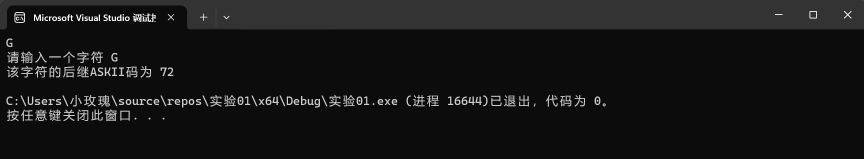 Microsoft Visual Studio 调试控
G
请输入一个字符 G
该字符的后继ASKII码为 72
C:\Users\小玫瑰\source\repos\实验01\x64\Debug\实验01.exe (进程 16644)已退出，代码为 0。
按任意键关闭此窗口. . .